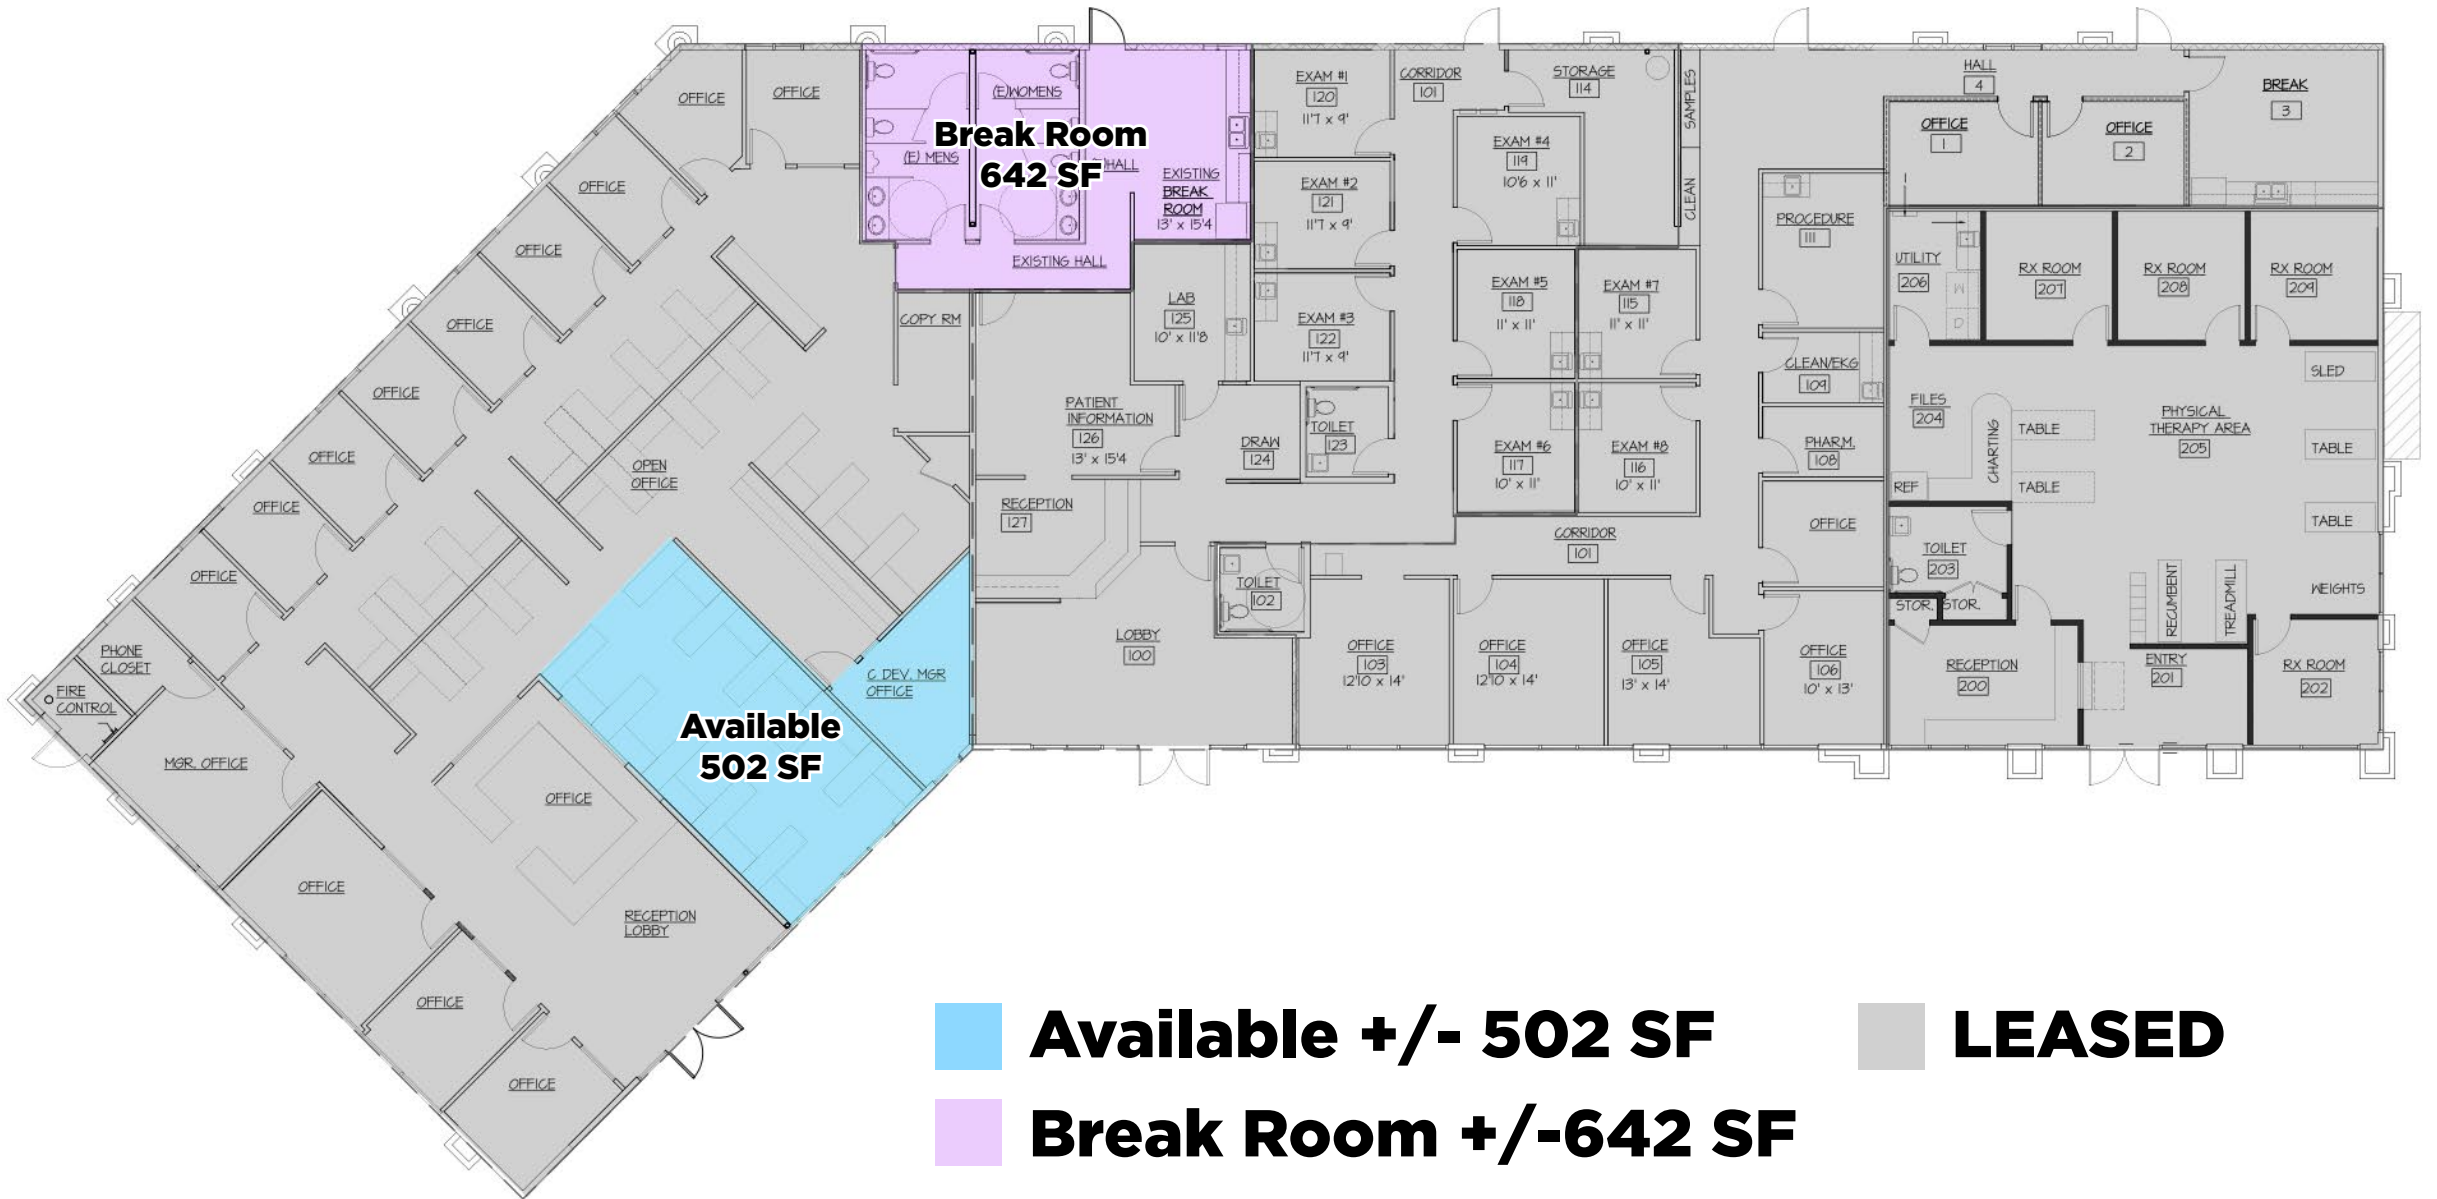 OFFICE
OFFICE
OFFICE
OFFICE
OFFICE
OFFICE
OFFICE
OFFICE
OFFICE
PHONE
CLOSET
FIRE
CONTROL
MGR. OFFICE
OFFICE
OFFICE
OFFICE
OFFICE
RECEPTION
LOBBY
OPEN
OFFICE
COPY RM
C DEV. MGR
OFFICE
Available
502 SF
(E)WOMENS
(E) MENS
Break Room
642 SF
HALL
EXISTING
BREAK
ROOM
13' x 15'4
EXISTING HALL
LAB
125
10' x 11'8
PATIENT
INFORMATION
126
13' x 15'4
DRAW
124
TOILET
123
RECEPTION
127
LOBBY
100
TOILET
102
EXAM #1
120
11'7 x 9'
EXAM #2
121
11'7 x 9'
EXAM #3
122
11'7 x 9'
CORRIDOR
101
STORAGE
114
SAMPLES
CLEAN
EXAM #4
119
10'6 x 11'
EXAM #5
118
11' x 11'
EXAM #7
115
11' x 11'
EXAM #6
117
10' x 11'
EXAM #8
116
10' x 11'
CORRIDOR
101
OFFICE
103
12'10 x 14'
OFFICE
104
12'10 x 14'
OFFICE
105
13' x 14'
OFFICE
106
10' x 13'
OFFICE
PHARM.
108
CLEAN/EKG
109
PROCEDURE
111
HALL
4
OFFICE
1
OFFICE
2
BREAK
3
UTILITY
206
W
D
RX ROOM
207
RX ROOM
208
RX ROOM
209
FILES
204
CHARTING
REF
TABLE
TABLE
PHYSICAL
THERAPY AREA
205
SLED
TABLE
TABLE
WEIGHTS
TOILET
203
STOR.
STOR.
RECUMBENT
TREADMILL
RECEPTION
200
ENTRY
201
RX ROOM
202
Available +/- 502 SF
LEASED
Break Room +/-642 SF